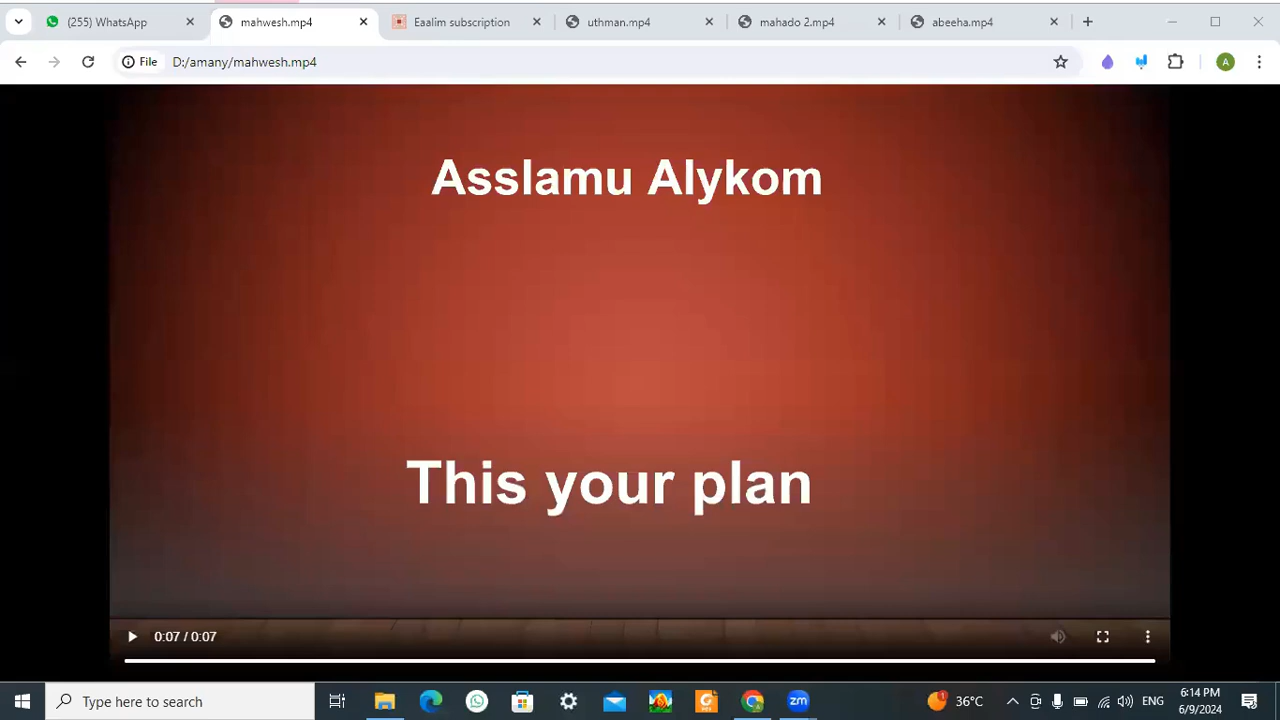 (255) WhatsApp
mahwesh.mp4
Eaalim subscription
uthman.mp4
mahado 2.mp4
abeeha.mp4
File
D:/amany/mahwesh.mp4
A
Asslamu Alykom
This your plan
0:07 / 0:07
Type here to search
zm
1
36°C
ENG
6:14 PM
6/9/2024